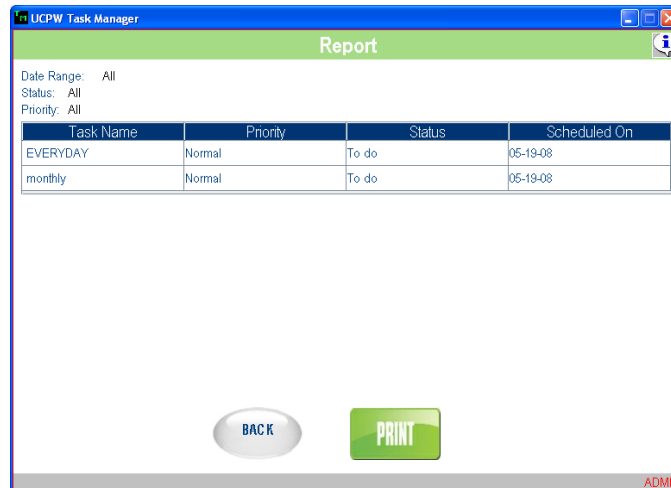 TM UCPW Task Manager
Report
Date Range: All
Status: All
Priority: All
Task Name Priority Status Scheduled On
EVERYDAY Normal To do 05-19-08
monthly Normal To do 05-19-08
BACK PRINT